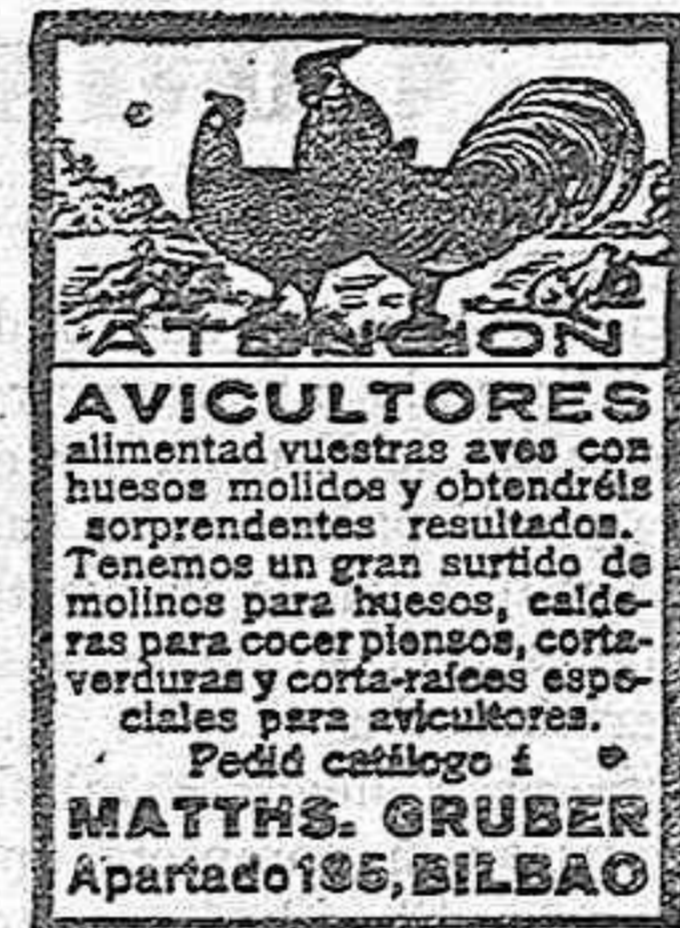 ATENCION
AVICULTORES
alimentad vuestras aves con
huesos molidos y obtendréis
sorprendentes resultados.
Tenemos un gran surtido de
molinos para huesos, calde-
ras para cocer piensos, corta-
verduras y corta-raíces espe-
ciales para avicultores.
Pedid catálogo á
MATTHS. GRUBER
Apartado 185, BILBAO